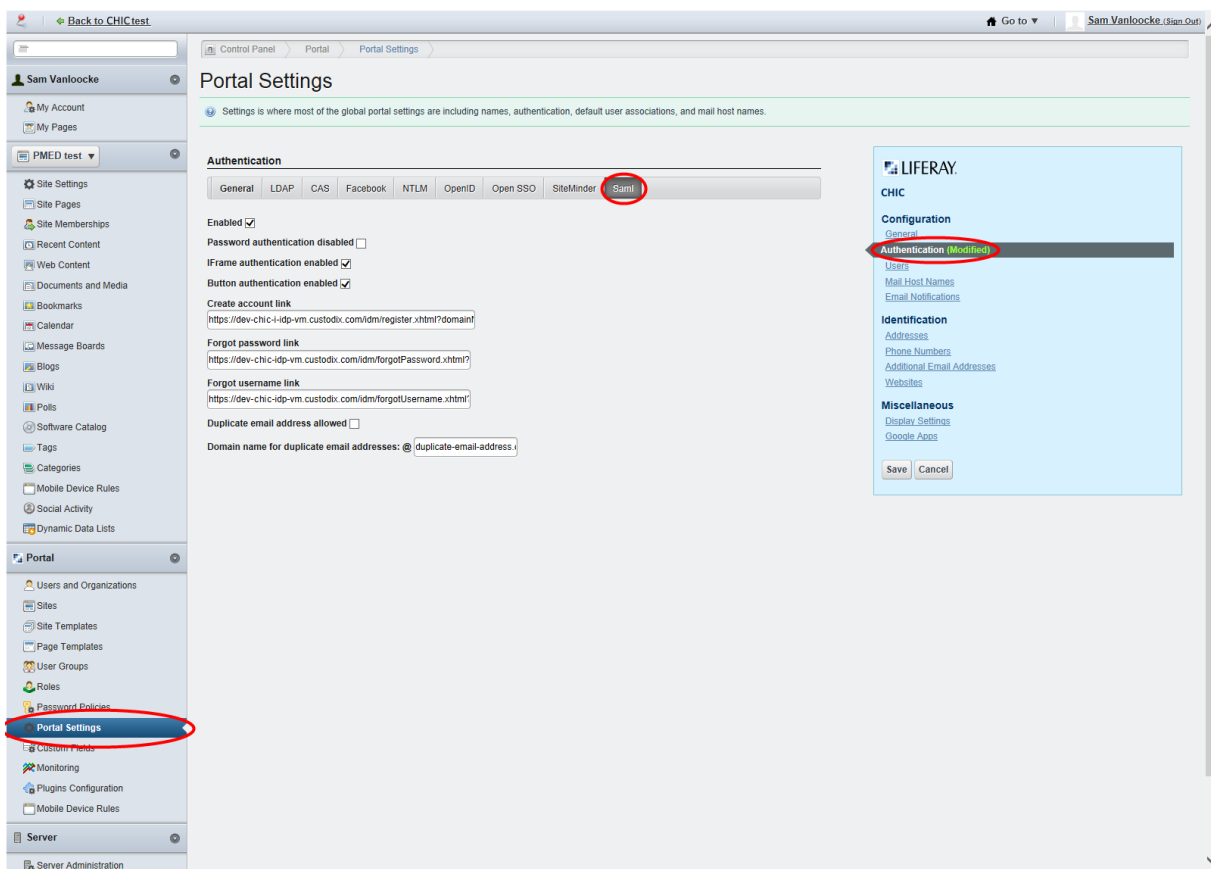 Back to CHICtest
Go to ▼
Sam Vanloocke (Sign Out)
Sam Vanloocke
My Account
My Pages
PMED test ▼
Site Settings
Site Pages
Site Memberships
Recent Content
Web Content
Documents and Media
Bookmarks
Calendar
Message Boards
Blogs
Wiki
Polls
Software Catalog
Tags
Categories
Mobile Device Rules
Social Activity
Dynamic Data Lists
Portal
Users and Organizations
Sites
Site Templates
Page Templates
User Groups
Roles
Password Policies
Portal Settings
Custom Fields
Monitoring
Plugins Configuration
Mobile Device Rules
Server
Server Administration
Control Panel Portal Portal Settings
Portal Settings
Settings is where most of the global portal settings are including names, authentication, default user associations, and mail host names.
Authentication
General LDAP CAS Facebook NTLM OpenID Open SSO SiteMinder Saml
Enabled
Password authentication disabled
IFrame authentication enabled
Button authentication enabled
Create account link
https://dev-chic-i-idp-vm.custodix.com/idm/register.xhtml?domainN
Forgot password link
https://dev-chic-idp-vm.custodix.com/idm/forgotPassword.xhtml?
Forgot username link
https://dev-chic-idp-vm.custodix.com/idm/forgotUsername.xhtml?
Duplicate email address allowed
Domain name for duplicate email addresses: @ duplicate-email-address.
LIFERAY.
CHIC
Configuration
General
Authentication (Modified)
Users
Mail Host Names
Email Notifications
Identification
Addresses
Phone Numbers
Additional Email Addresses
Websites
Miscellaneous
Display Settings
Google Apps
Save Cancel